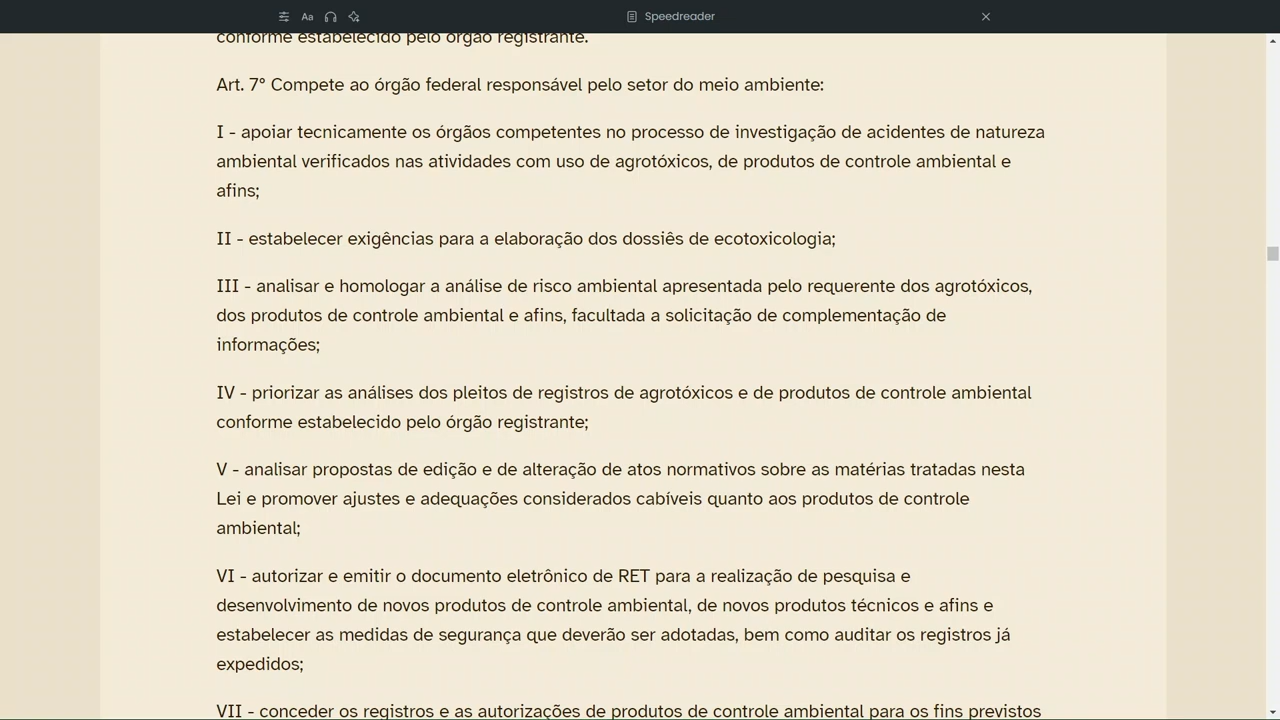 Aa
Speedreader
conforme estabelecido pelo órgão registrante.
Art. 7º Compete ao órgão federal responsável pelo setor do meio ambiente:
I - apoiar tecnicamente os órgãos competentes no processo de investigação de acidentes de natureza
ambiental verificados nas atividades com uso de agrotóxicos, de produtos de controle ambiental e
afins;
II - estabelecer exigências para a elaboração dos dossiês de ecotoxicologia;
III - analisar e homologar a análise de risco ambiental apresentada pelo requerente dos agrotóxicos,
dos produtos de controle ambiental e afins, facultada a solicitação de complementação de
informações;
IV - priorizar as análises dos pleitos de registros de agrotóxicos e de produtos de controle ambiental
conforme estabelecido pelo órgão registrante;
V - analisar propostas de edição e de alteração de atos normativos sobre as matérias tratadas nesta
Lei e promover ajustes e adequações considerados cabíveis quanto aos produtos de controle
ambiental;
VI - autorizar e emitir o documento eletrônico de RET para a realização de pesquisa e
desenvolvimento de novos produtos de controle ambiental, de novos produtos técnicos e afins e
estabelecer as medidas de segurança que deverão ser adotadas, bem como auditar os registros já
expedidos;
VII - conceder os registros e as autorizações de produtos de controle ambiental para os fins previstos